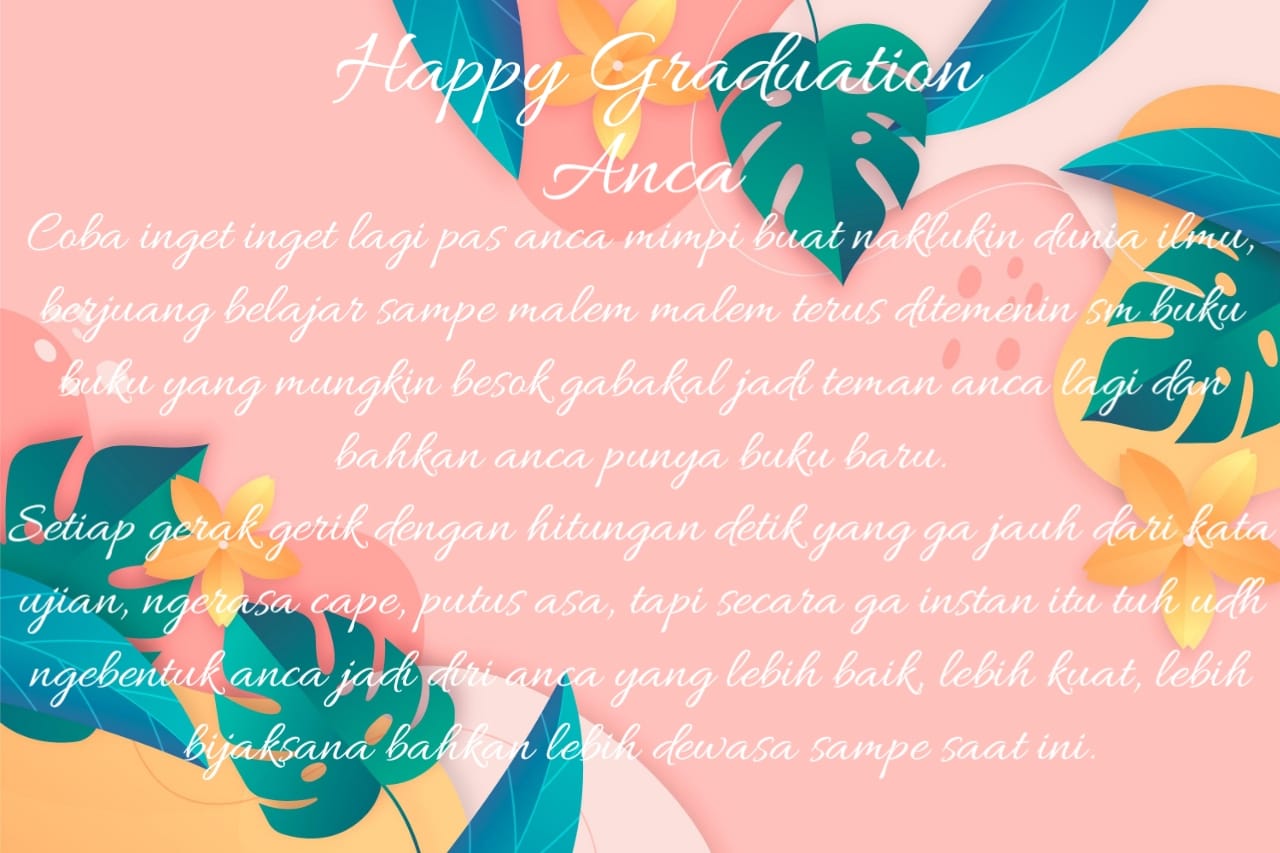 Happy Graduation
Anca
Coba inget inget lagi pas anca mimpi buat naklukin dunia ilmu,
berjuang belajar sampe malem malem terus ditemenin sm buku
buku yang mungkin besok gabakal jadi teman anca lagi dan
bahkan anca punya buku baru.
Setiap gerak gerik dengan hitungan detik yang ga jauh dari kata
ujian, ngerasa cape, putus asa, tapi secara ga instan itu tuh udh
ngebentuk anca jadi diri anca yang lebih baik, lebih kuat, lebih
bijaksana bahkan lebih dewasa sampe saat ini.